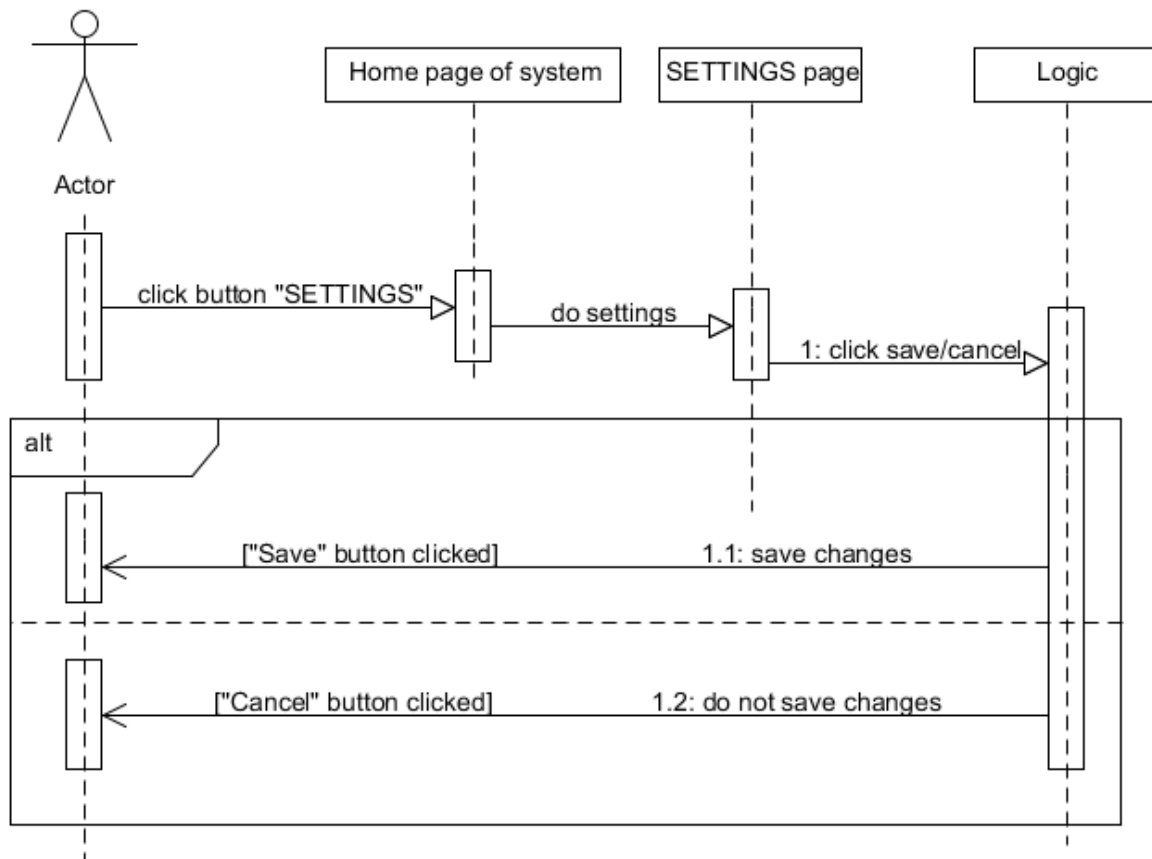 Home page of system
SETTINGS page
Logic
Actor
click button "SETTINGS"
do settings
1: click save/cancel
alt
["Save" button clicked]
1.1: save changes
["Cancel" button clicked]
1.2: do not save changes